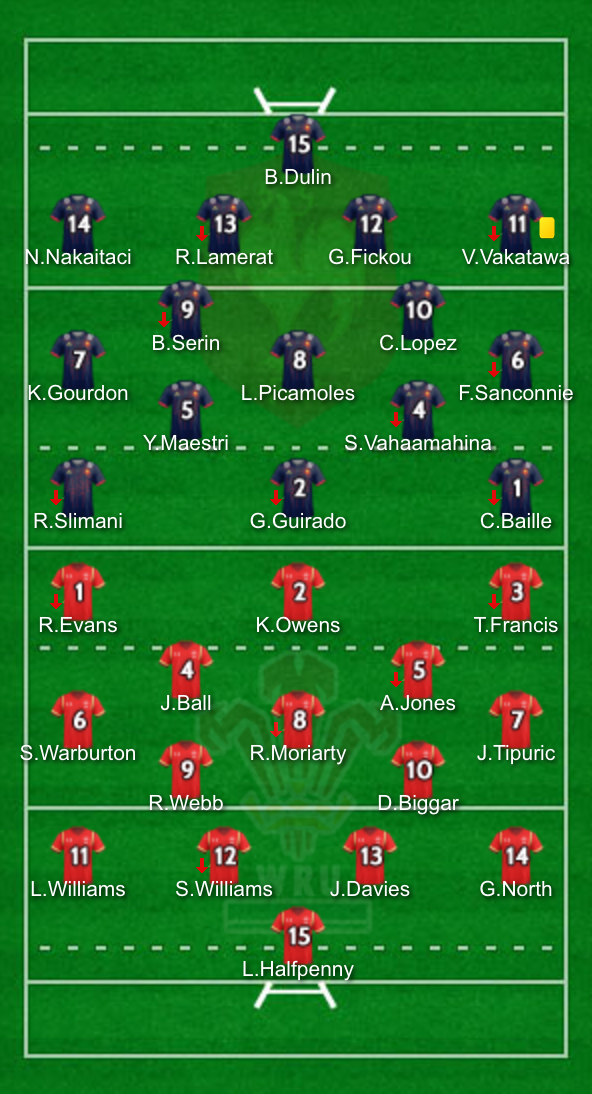 15
B.Dulin
14 13 12 11
N.Nakaitaci R.Lamerat G.Fickou V.Vakatawa
9 10
B.Serin C.Lopez
7 8 6
K.Gourdon L.Picamoles F.Sanconnie
5 4
Y.Maestri S.Vahaamahina
2 1
R.Slimani G.Guirado C.Baille
1 2 3
R.Evans K.Owens T.Francis
4 5
J.Ball A.Jones
6 8 7
S.Warburton R.Moriarty J.Tipuric
9 10
R.Webb D.Biggar
11 12 13 14
L.Williams S.Williams J.Davies G.North
WRU
15
L.Halfpenny